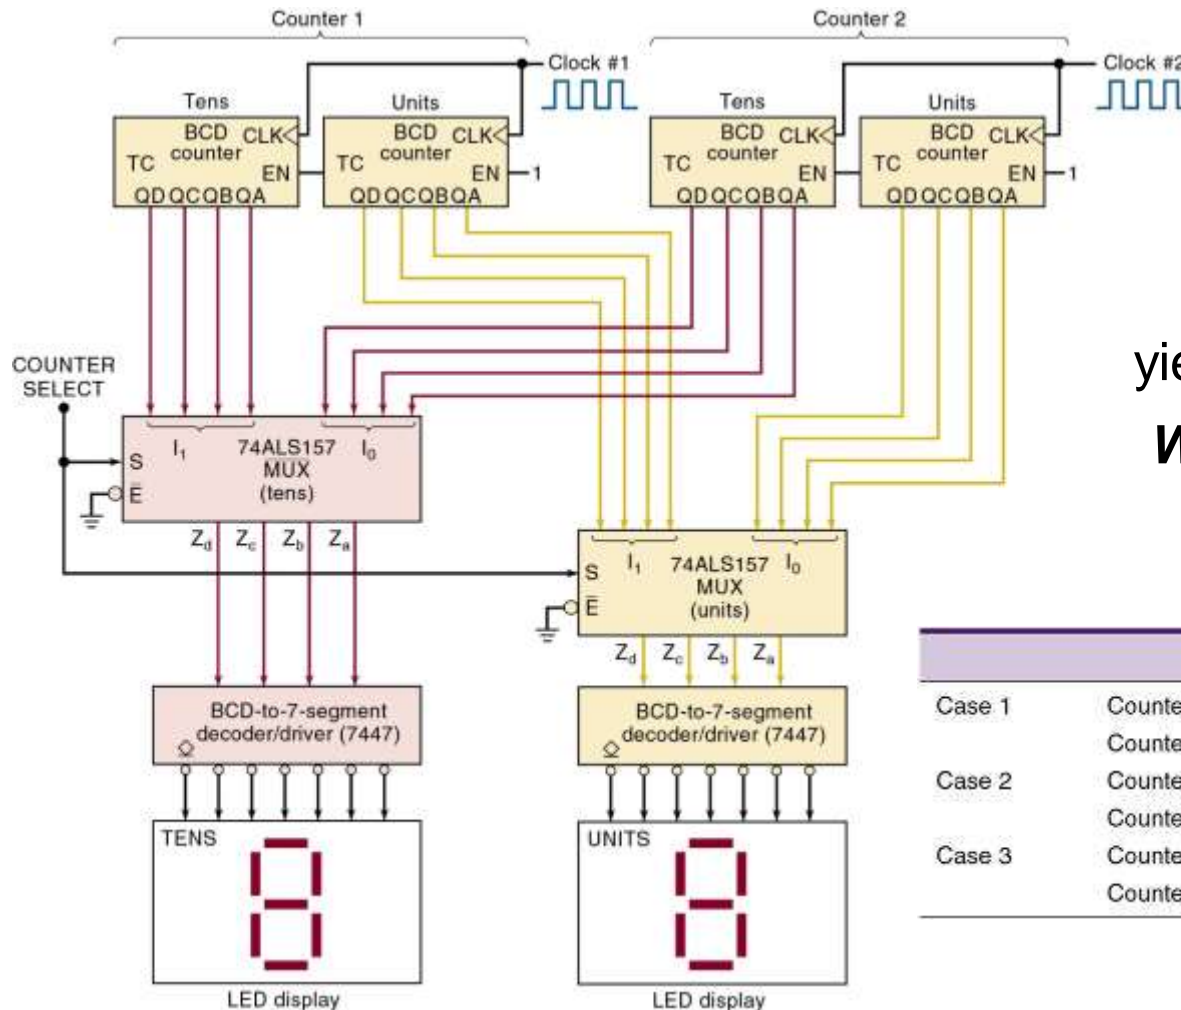 Counter 1
Counter 2
Clock #1
Clock #2
Tens
Units
Tens
Units
BCD counter CLK
TC
EN
QD QC QB QA
BCD counter CLK
TC
EN
1
QD QC QB QA
BCD counter CLK
TC
EN
QD QC QB QA
BCD counter CLK
TC
EN
1
QD QC QB QA
COUNTER
SELECT
I1 74ALS157 I0
S MUX
E̅ (tens)
Zd Zc Zb Za
I1 74ALS157 I0
S MUX
E̅ (units)
Zd Zc Zb Za
BCD-to-7-segment
decoder/driver (7447)
BCD-to-7-segment
decoder/driver (7447)
TENS
LED display
UNITS
LED display
Case 1
Case 2
Case 3